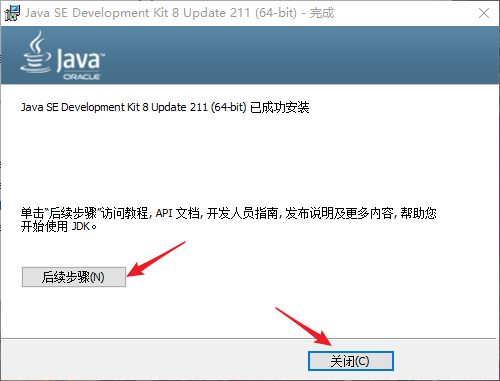 Java SE Development Kit 8 Update 211 (64-bit) - 完成
Java
ORACLE
Java SE Development Kit 8 Update 211 (64-bit) 已成功安装
单击“后续步骤”访问教程, API 文档, 开发人员指南, 发布说明及更多内容, 帮助您
开始使用 JDK。
后续步骤(N)
关闭(C)